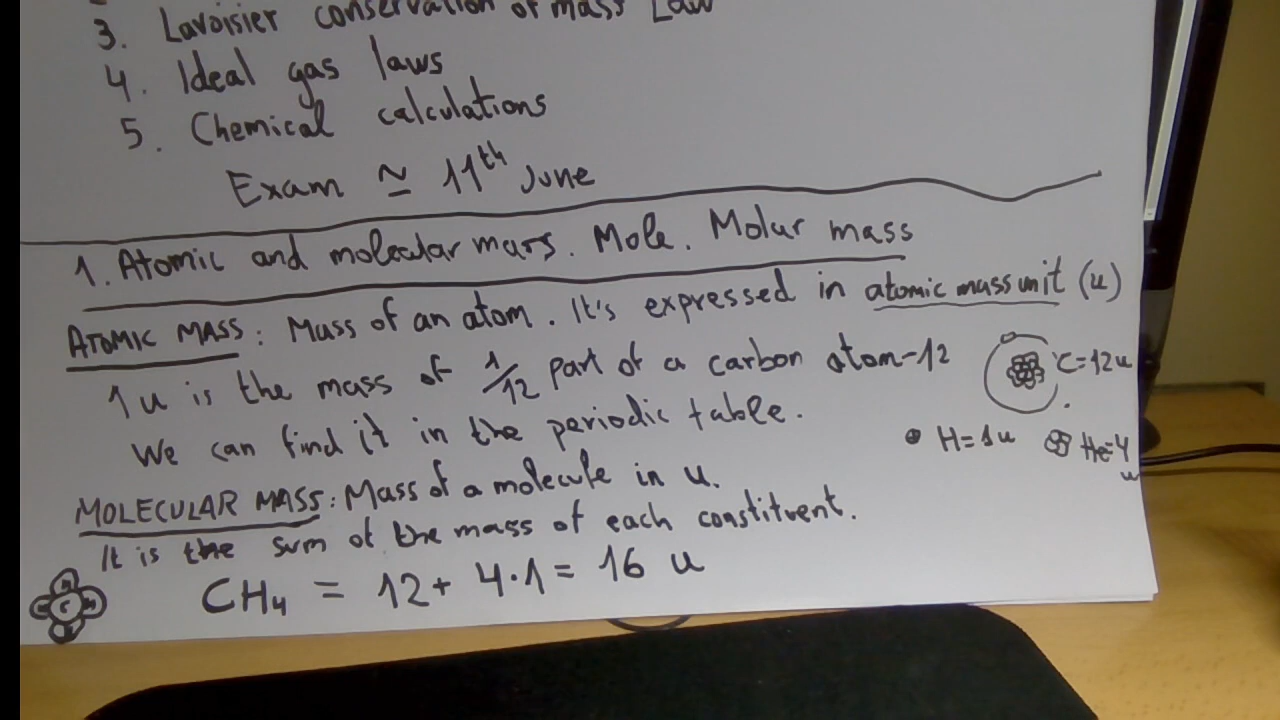 3. Lavoisier conservation of mass Law
4. Ideal gas laws
5. Chemical calculations
Exam ≃ 11th June
1. Atomic and molecular mass. Mole. Molar mass
ATOMIC MASS: Mass of an atom. It's expressed in atomic mass unit (u)
1 u is the mass of 1/12 part of a carbon atom-12
C=12u
We can find it in the periodic table.
H=1u He=4u
MOLECULAR MASS: Mass of a molecule in u.
It is the sum of the mass of each constituent.
CH4 = 12+ 4·1 = 16 u
H
H C H
H